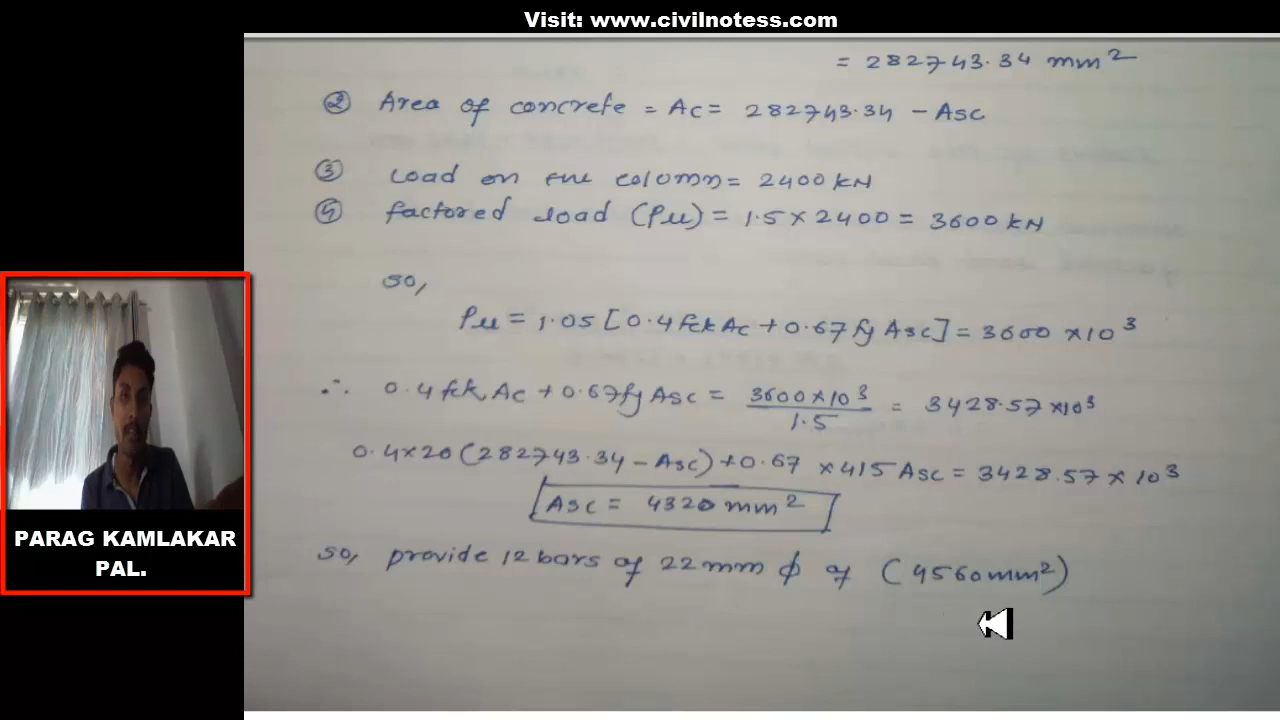 Visit: www.civilnotess.com
= 282743.34 mm²
② Area of concrete = Ac = 282743.34 - Asc
③ Load on the column = 2400 kN
④ factored load (Pu) = 1.5 × 2400 = 3600 kN
so,
Pu = 1.05 [0.4 fck Ac + 0.67 fy Asc] = 3600 × 10³
∴ 0.4 fck Ac + 0.67 fy Asc = 3600 × 10³ / 1.5 = 3428.57 × 10³
0.4 × 20 (282743.34 - Asc) + 0.67 × 415 Asc = 3428.57 × 10³
Asc = 4320 mm²
so, provide 12 bars of 22 mm ϕ of (4560 mm²)
PARAG KAMLAKAR
PAL.